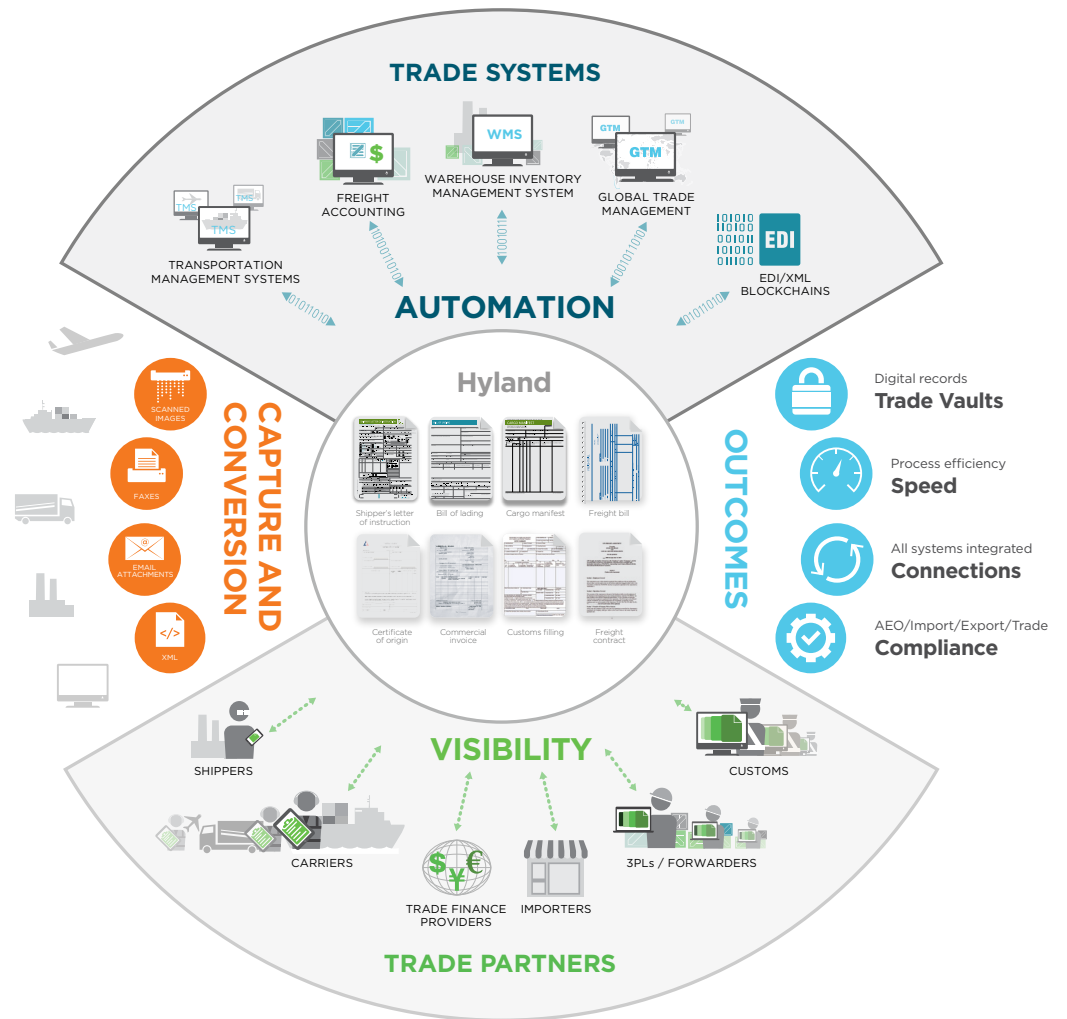 TRADE SYSTEMS
TMS
TMS
TMS
TRANSPORTATION
MANAGEMENT SYSTEMS
$
FREIGHT
ACCOUNTING
WMS
WAREHOUSE INVENTORY
MANAGEMENT SYSTEM
GTM
GTM
GTM
GLOBAL TRADE
MANAGEMENT
EDI
EDI/XML
BLOCKCHAINS
AUTOMATION
Hyland
CARGO MANIFEST
Shipper's letter
of instruction
Bill of lading
Cargo manifest
Freight bill
Certificate
of origin
Commercial
invoice
Customs filling
Freight
contract
SCANNED
IMAGES
FAXES
EMAIL
ATTACHMENTS
</>
XML
CAPTURE AND
CONVERSION
OUTCOMES
Digital records
Trade Vaults
Process efficiency
Speed
All systems integrated
Connections
AEO/Import/Export/Trade
Compliance
VISIBILITY
SHIPPERS
CARRIERS
$ ¥ €
TRADE FINANCE
PROVIDERS
IMPORTERS
3PLs / FORWARDERS
CUSTOMS
TRADE PARTNERS